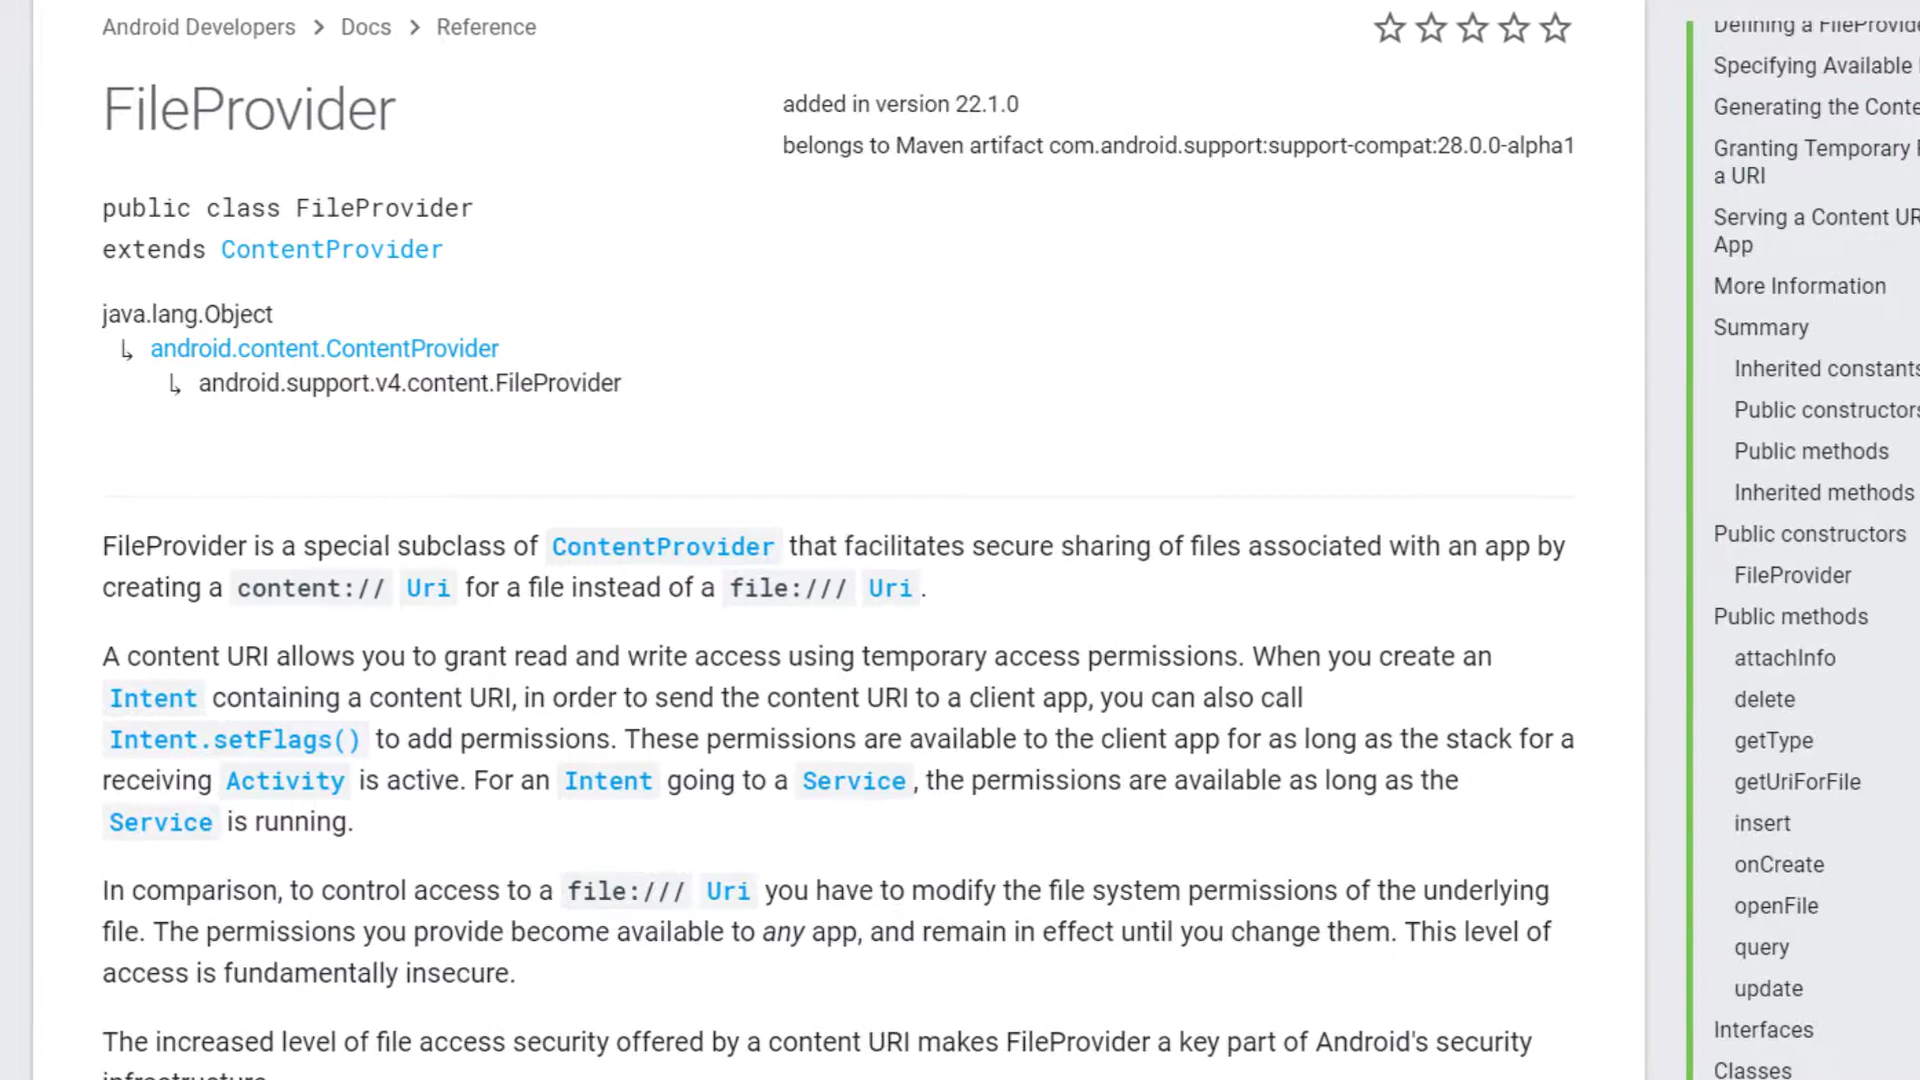 Android Developers > Docs > Reference
FileProvider
added in version 22.1.0
belongs to Maven artifact com.android.support:support-compat:28.0.0-alpha1
public class FileProvider
extends ContentProvider
java.lang.Object
↳ android.content.ContentProvider
↳ android.support.v4.content.FileProvider
FileProvider is a special subclass of ContentProvider that facilitates secure sharing of files associated with an app by
creating a content:// Uri for a file instead of a file:/// Uri.
A content URI allows you to grant read and write access using temporary access permissions. When you create an
Intent containing a content URI, in order to send the content URI to a client app, you can also call
Intent.setFlags() to add permissions. These permissions are available to the client app for as long as the stack for a
receiving Activity is active. For an Intent going to a Service, the permissions are available as long as the
Service is running.
In comparison, to control access to a file:/// Uri you have to modify the file system permissions of the underlying
file. The permissions you provide become available to any app, and remain in effect until you change them. This level of
access is fundamentally insecure.
The increased level of file access security offered by a content URI makes FileProvider a key part of Android's security
infrastructure.
Defining a FileProvide
Specifying Available
Generating the Conte
Granting Temporary
a URI
Serving a Content UR
App
More Information
Summary
Inherited constants
Public constructors
Public methods
Inherited methods
Public constructors
FileProvider
Public methods
attachInfo
delete
getType
getUriForFile
insert
onCreate
openFile
query
update
Interfaces
Classes